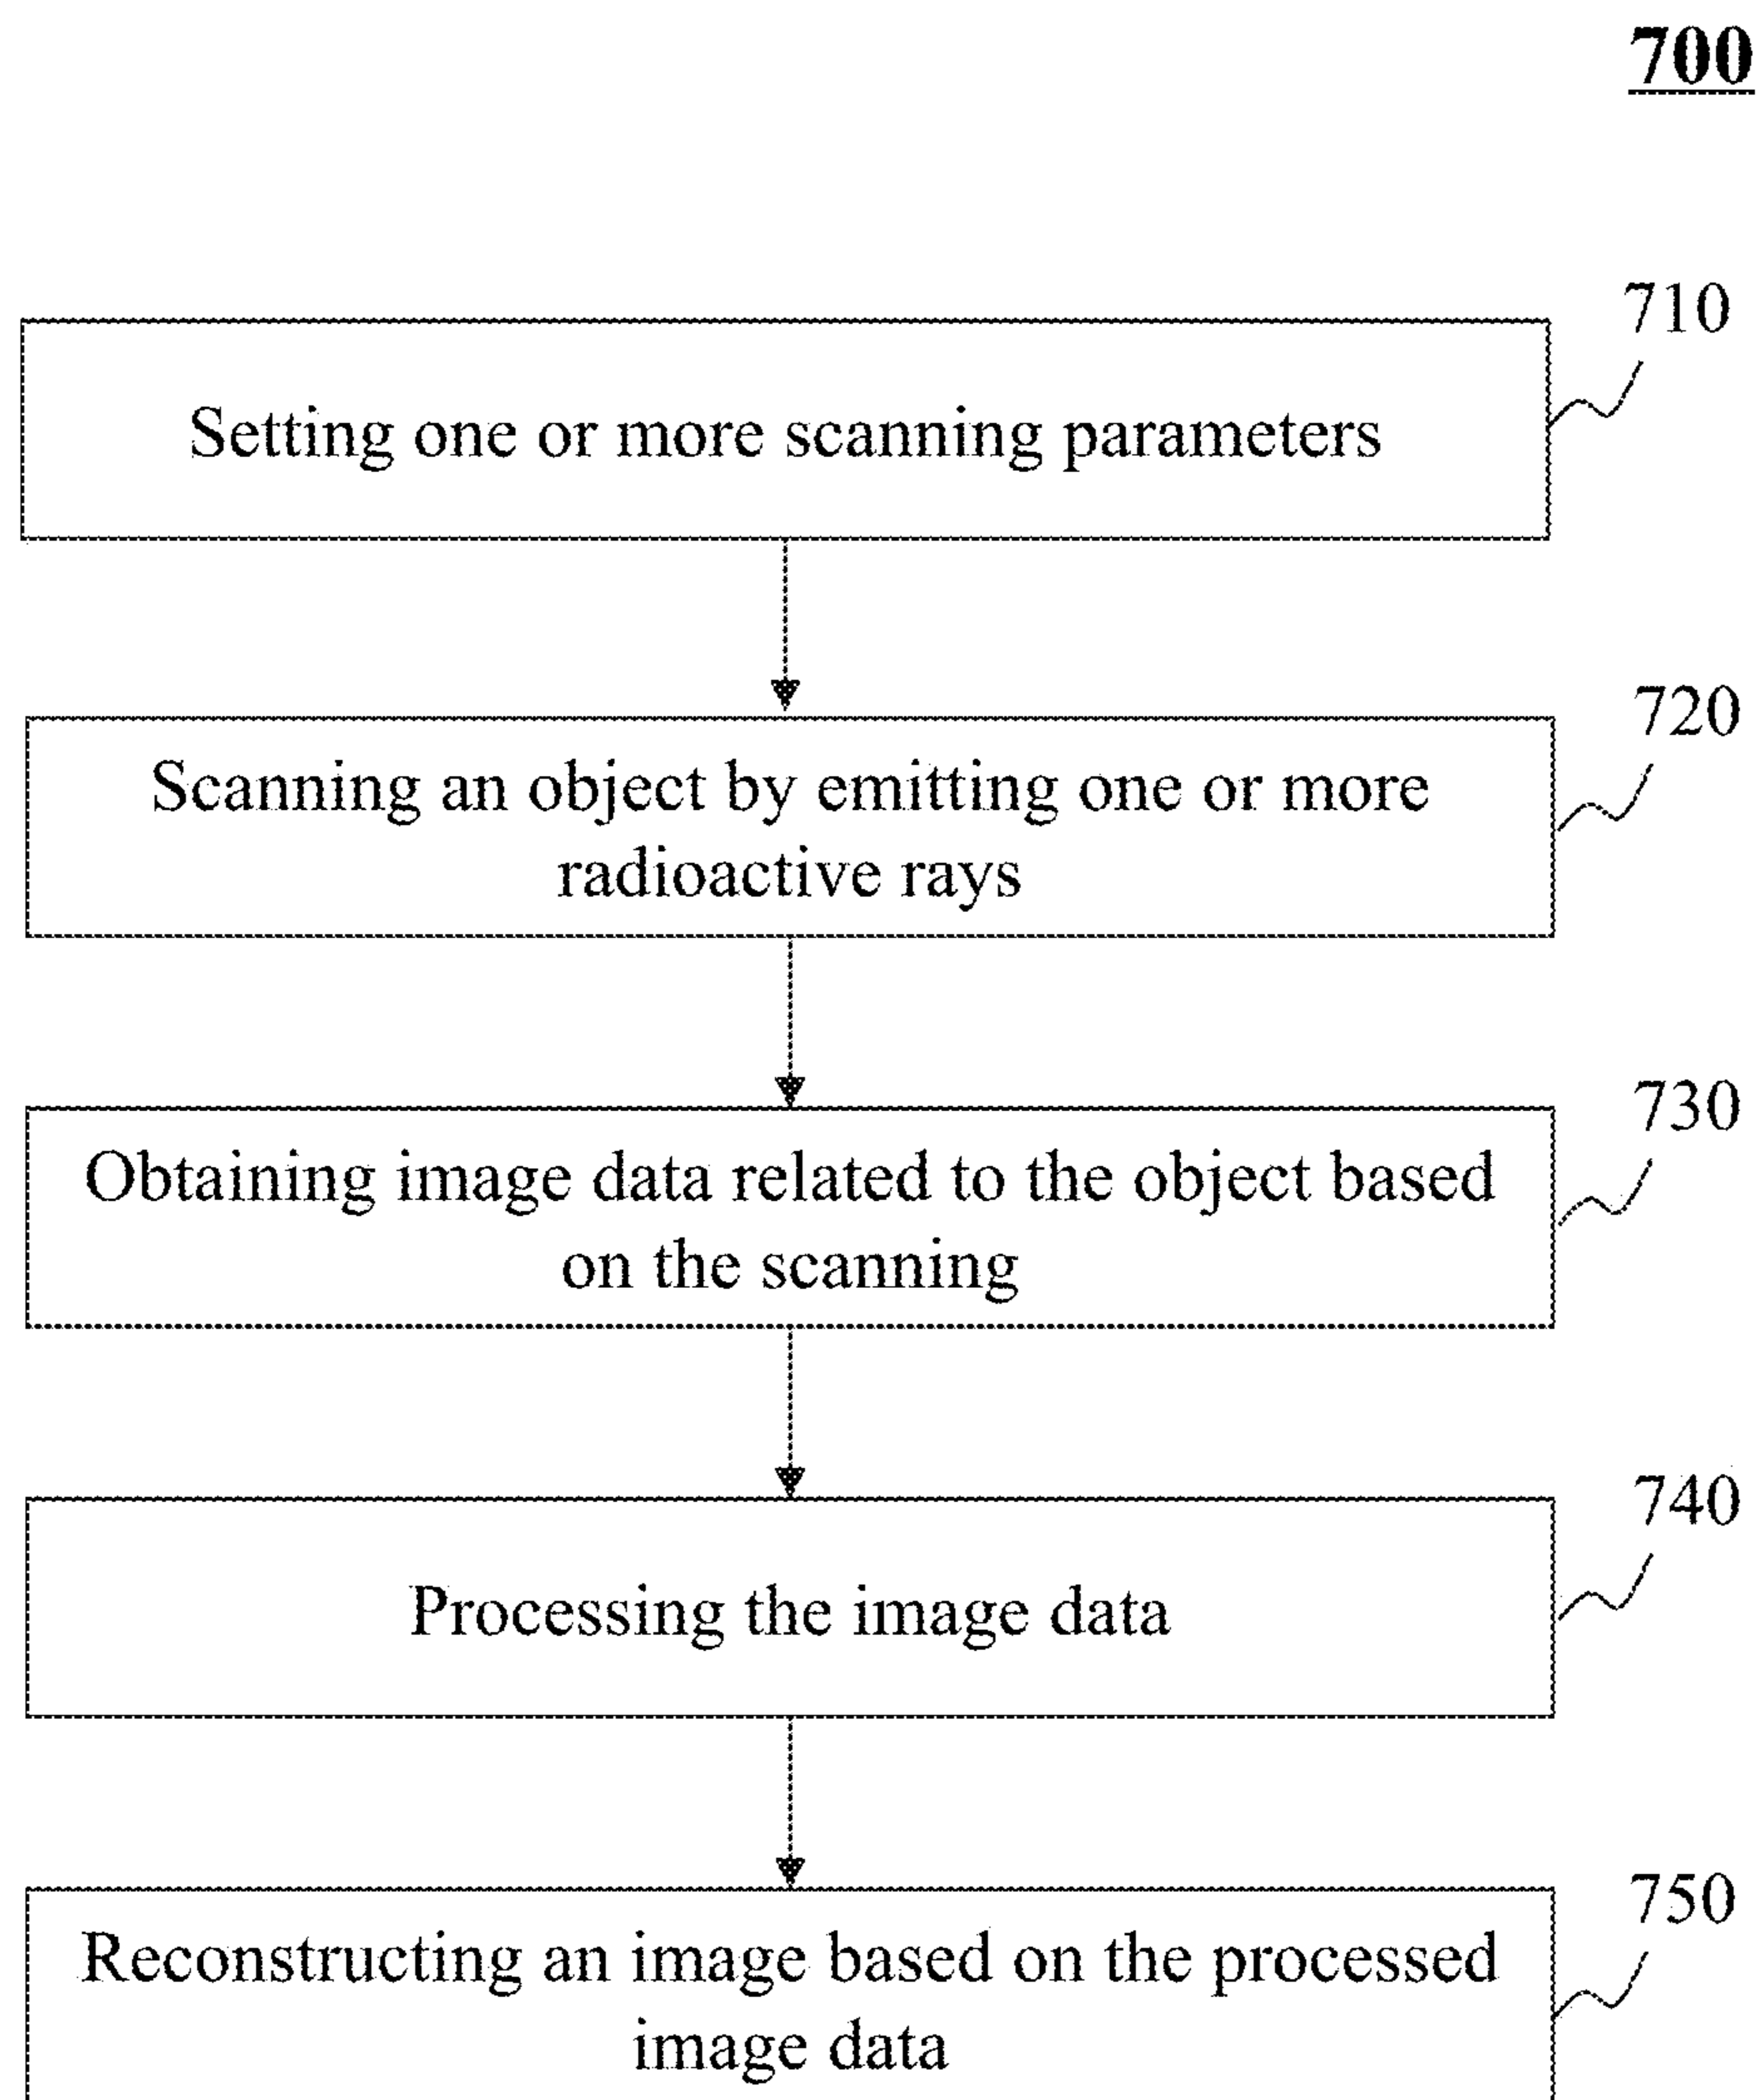 700
710
Setting one or more scanning parameters
720
Scanning an object by emitting one or more
radioactive rays
730
Obtaining image data related to the object based
on the scanning
740
Processing the image data
750
Reconstructing an image based on the processed
image data